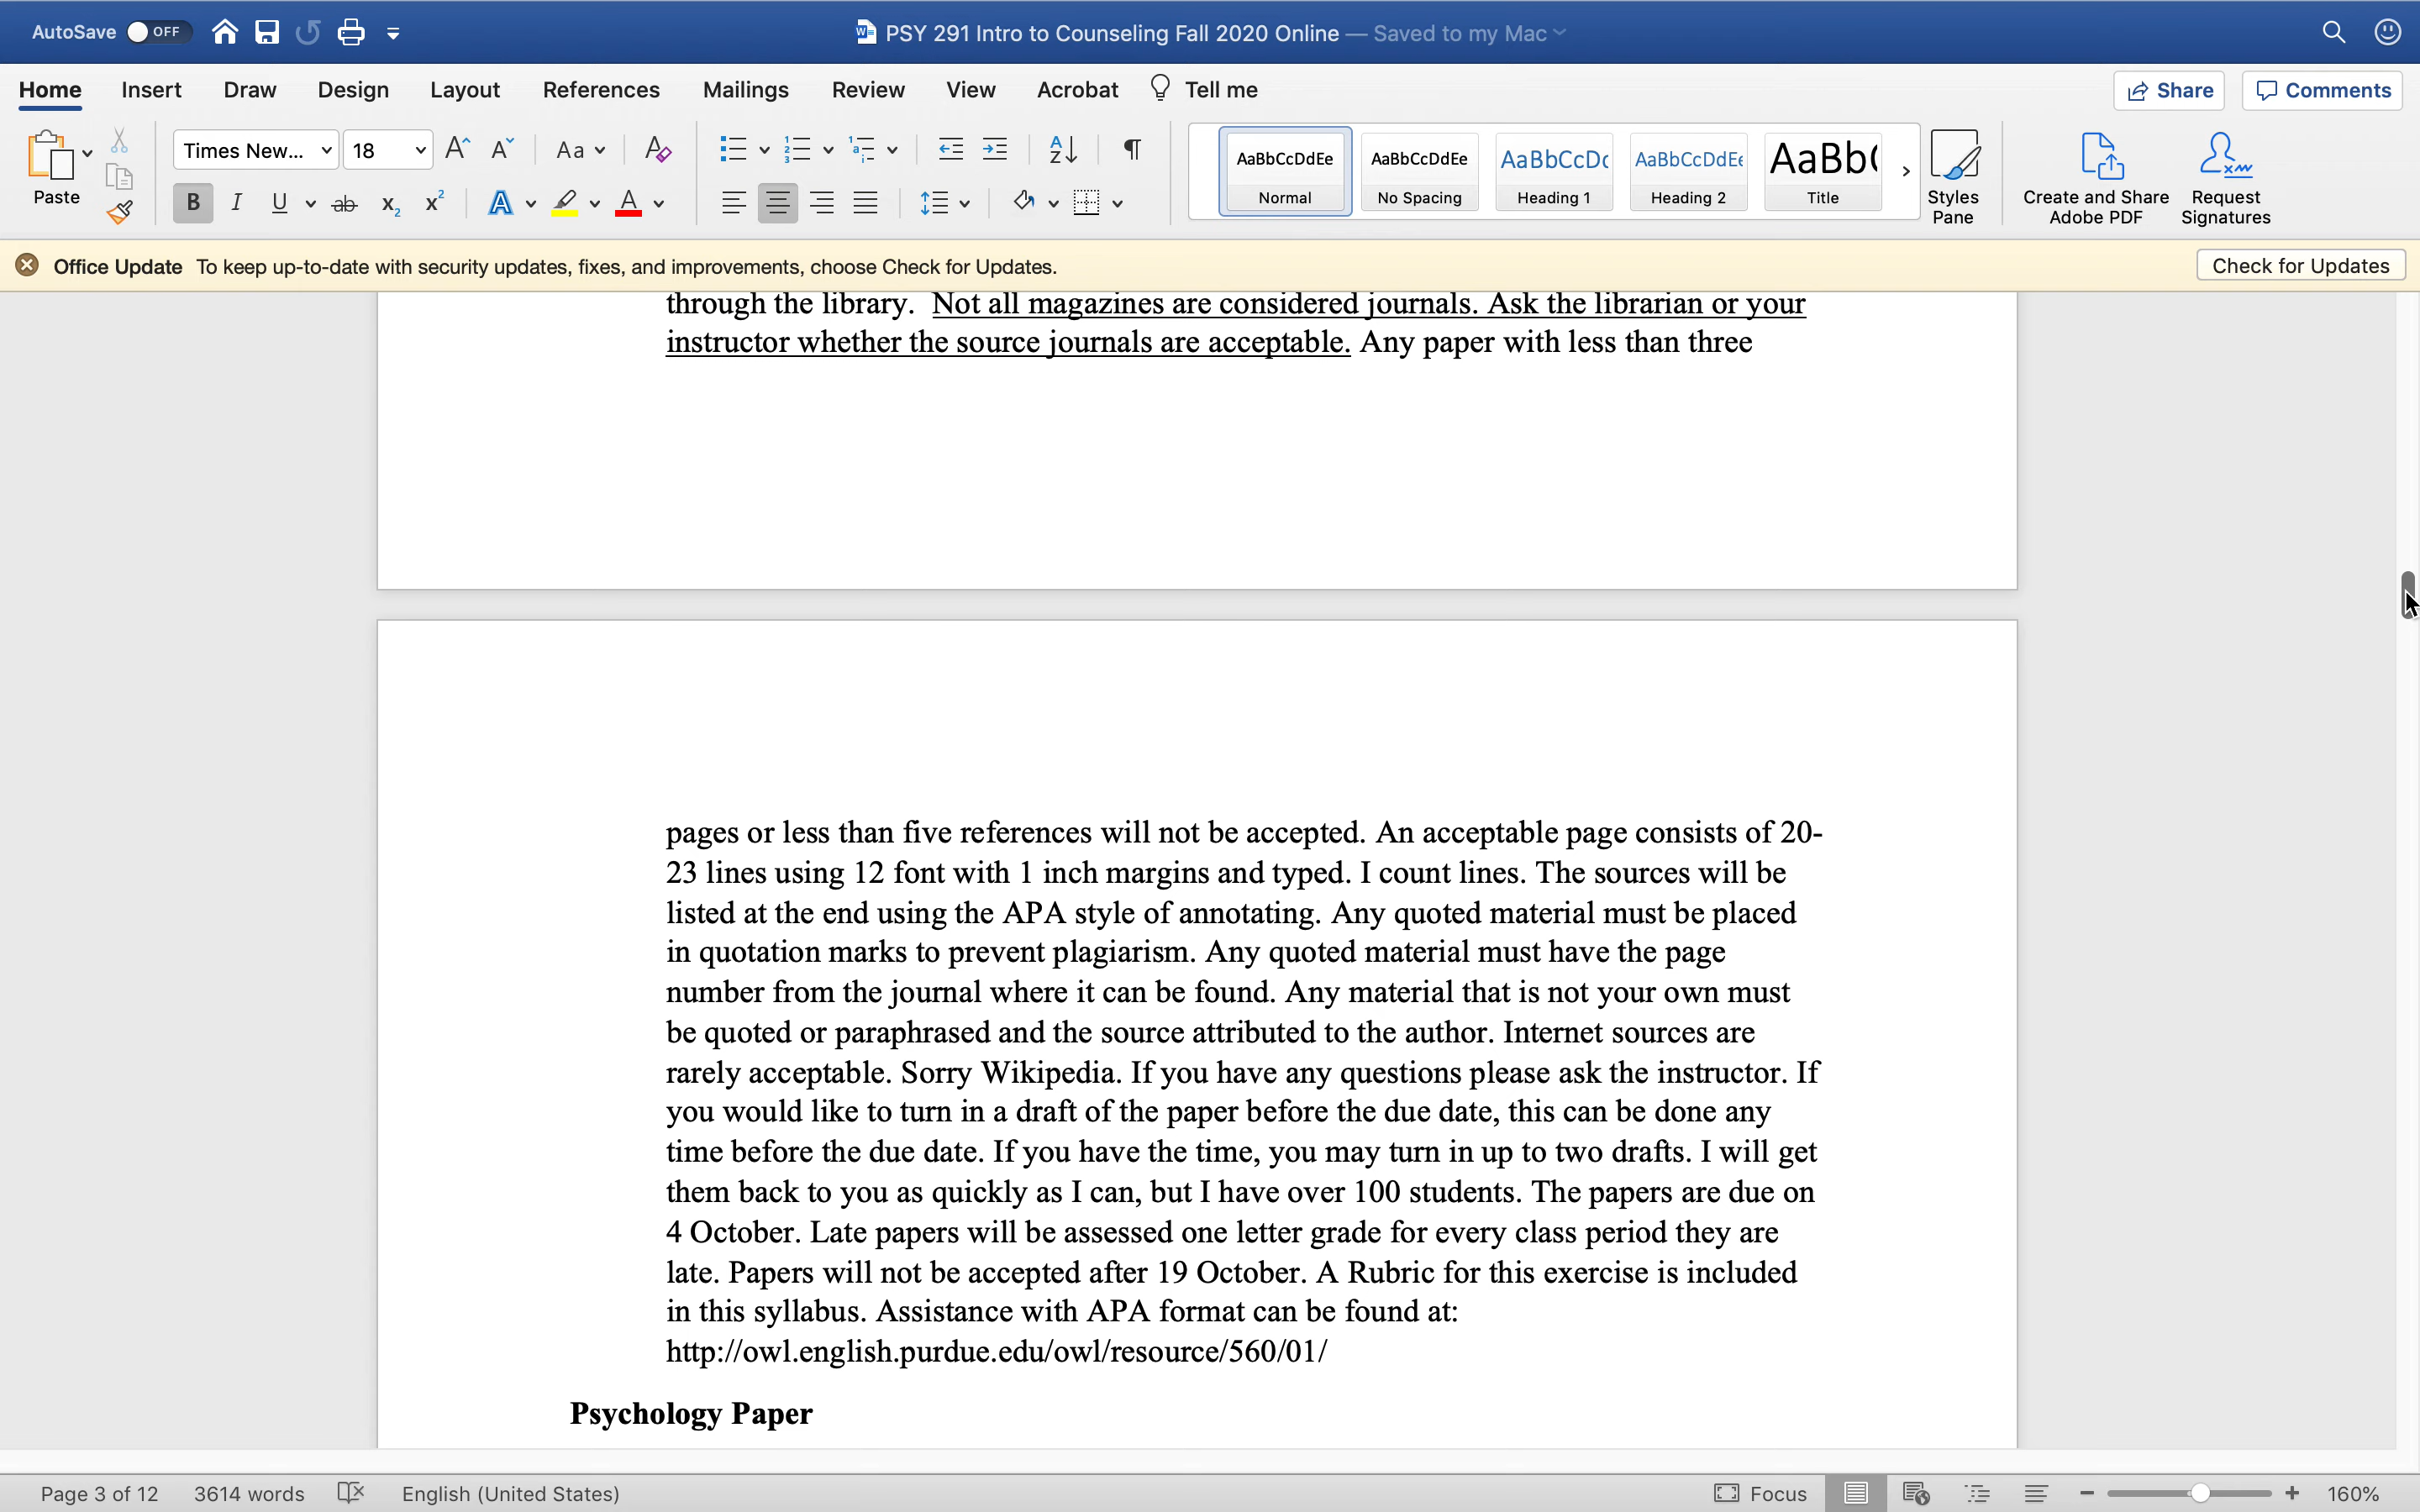 AutoSave OFF
PSY 291 Intro to Counseling Fall 2020 Online — Saved to my Mac
Home Insert Draw Design Layout References Mailings Review View Acrobat Tell me Share Comments
Paste
Times New... 18
AaBbCcDdEe Normal
AaBbCcDdEe No Spacing
AaBbCcDc Heading 1
AaBbCcDdEe Heading 2
AaBb( Title
Styles Pane
Create and Share Adobe PDF
Request Signatures
Office Update To keep up-to-date with security updates, fixes, and improvements, choose Check for Updates. Check for Updates
through the library. Not all magazines are considered journals. Ask the librarian or your
instructor whether the source journals are acceptable. Any paper with less than three
pages or less than five references will not be accepted. An acceptable page consists of 20-
23 lines using 12 font with 1 inch margins and typed. I count lines. The sources will be
listed at the end using the APA style of annotating. Any quoted material must be placed
in quotation marks to prevent plagiarism. Any quoted material must have the page
number from the journal where it can be found. Any material that is not your own must
be quoted or paraphrased and the source attributed to the author. Internet sources are
rarely acceptable. Sorry Wikipedia. If you have any questions please ask the instructor. If
you would like to turn in a draft of the paper before the due date, this can be done any
time before the due date. If you have the time, you may turn in up to two drafts. I will get
them back to you as quickly as I can, but I have over 100 students. The papers are due on
4 October. Late papers will be assessed one letter grade for every class period they are
late. Papers will not be accepted after 19 October. A Rubric for this exercise is included
in this syllabus. Assistance with APA format can be found at:
http://owl.english.purdue.edu/owl/resource/560/01/
Psychology Paper
Page 3 of 12 3614 words English (United States) Focus 160%